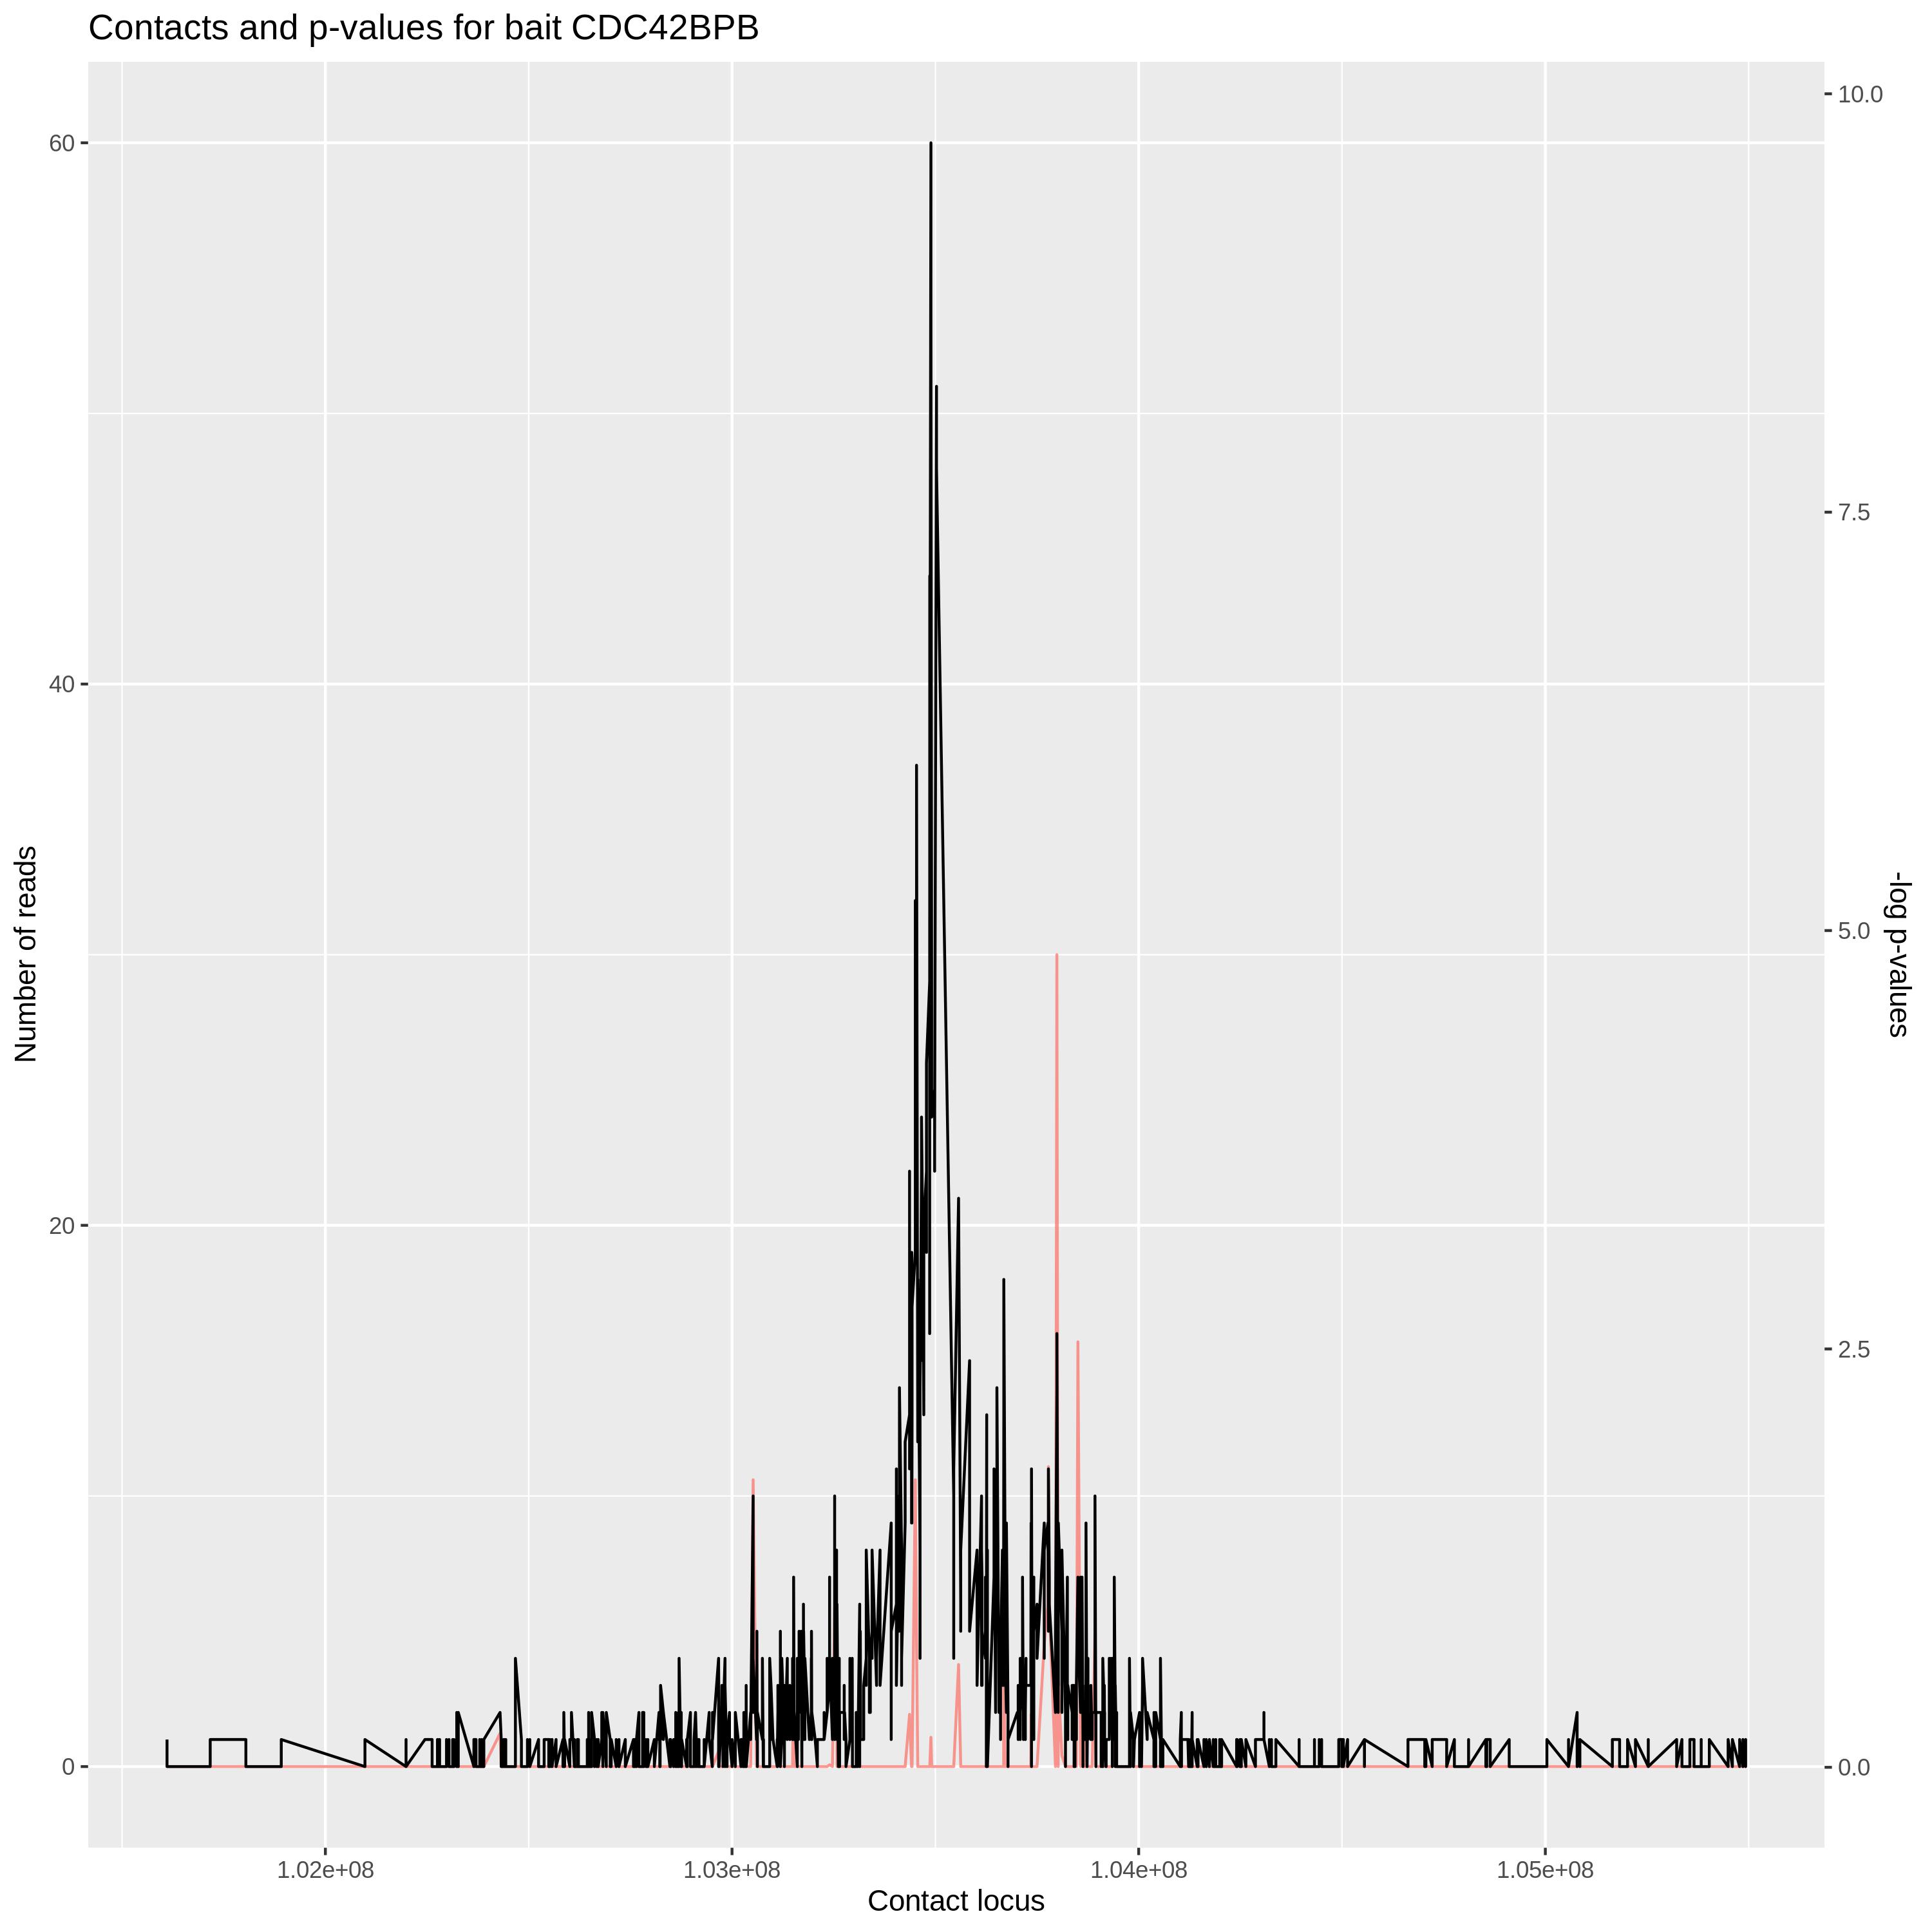 Contacts and p-values for bait CDC42BPB
Number of reads
60
40
20
0
10.0
7.5
5.0
2.5
0.0
-log p-values
1.02e+08
1.03e+08
1.04e+08
1.05e+08
Contact locus